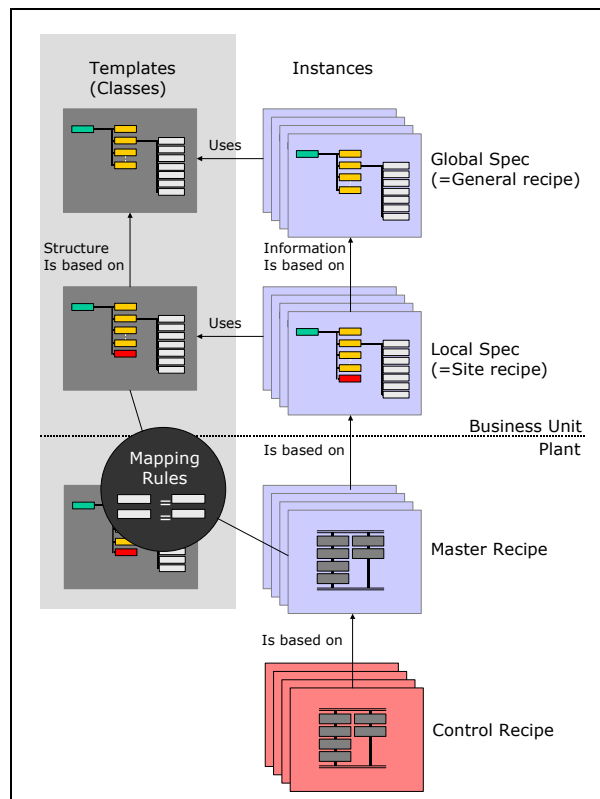 Templates
(Classes)
Instances
Uses
Global Spec
(=General recipe)
Structure
Is based on
Information
Is based on
Uses
Local Spec
(=Site recipe)
Business Unit
Is based on
Plant
Mapping
Rules
=
=
Master Recipe
Is based on
Control Recipe